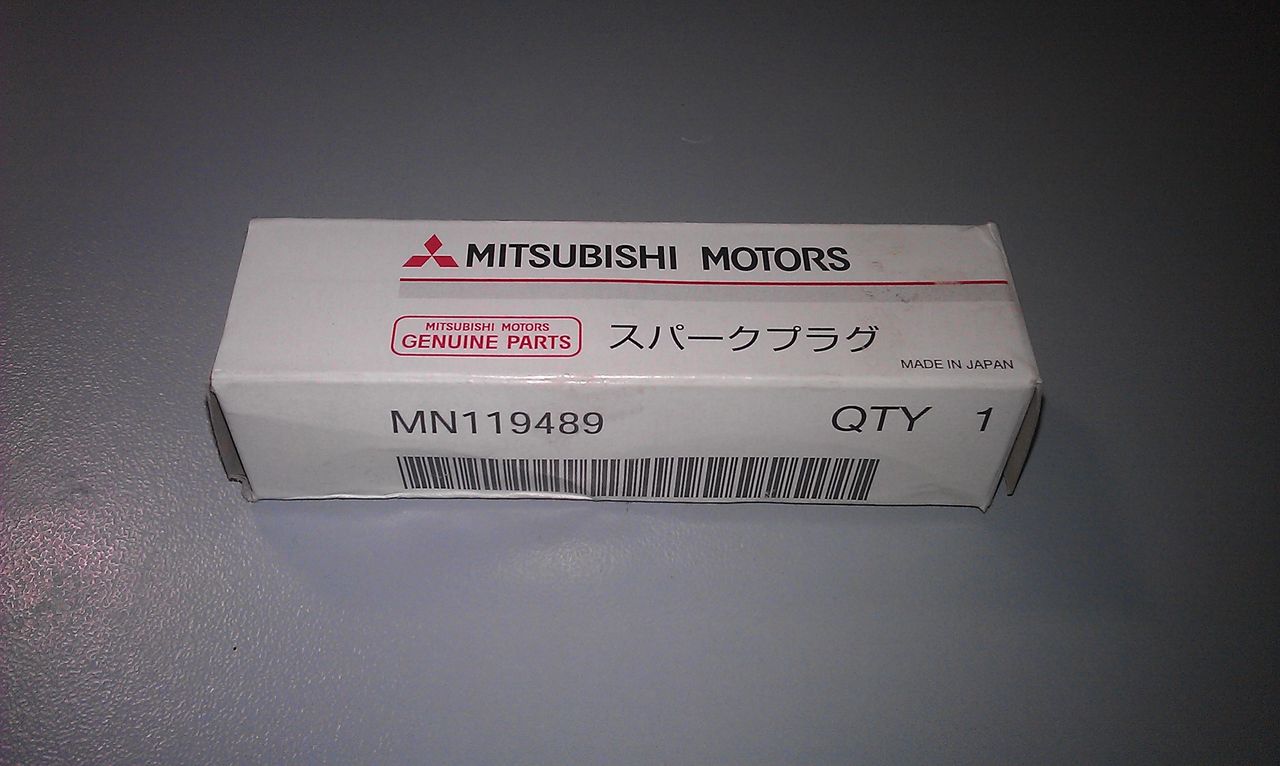 MITSUBISHI MOTORS
MITSUBISHI MOTORS
GENUINE PARTS
スパークプラグ
MADE IN JAPAN
MN119489
QTY 1